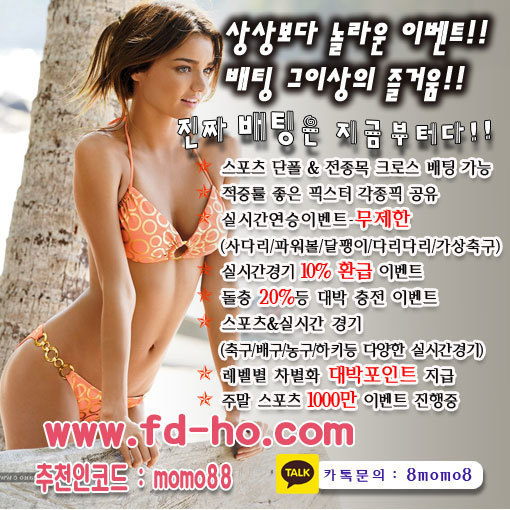 상상보다 놀라운 이벤트!!
배팅 그이상의 즐거움!!
진짜 배팅은 지금부터다!!
스포츠 단폴 & 전종목 크로스 배팅 가능
적중률 좋은 픽스터 각종픽 공유
실시간연승이벤트-무제한
(사다리/파워볼/달팽이/다리다리/가상축구)
실시간경기 10% 환급 이벤트
돌충 20%등 대박 충전 이벤트
스포츠&실시간 경기
(축구/배구/농구/하키등 다양한 실시간경기)
레벨별 차별화 대박포인트 지급
주말 스포츠 1000만 이벤트 진행중
www.fd-ho.com
추천인코드 : momo88
TALK 카톡문의 : 8momo8